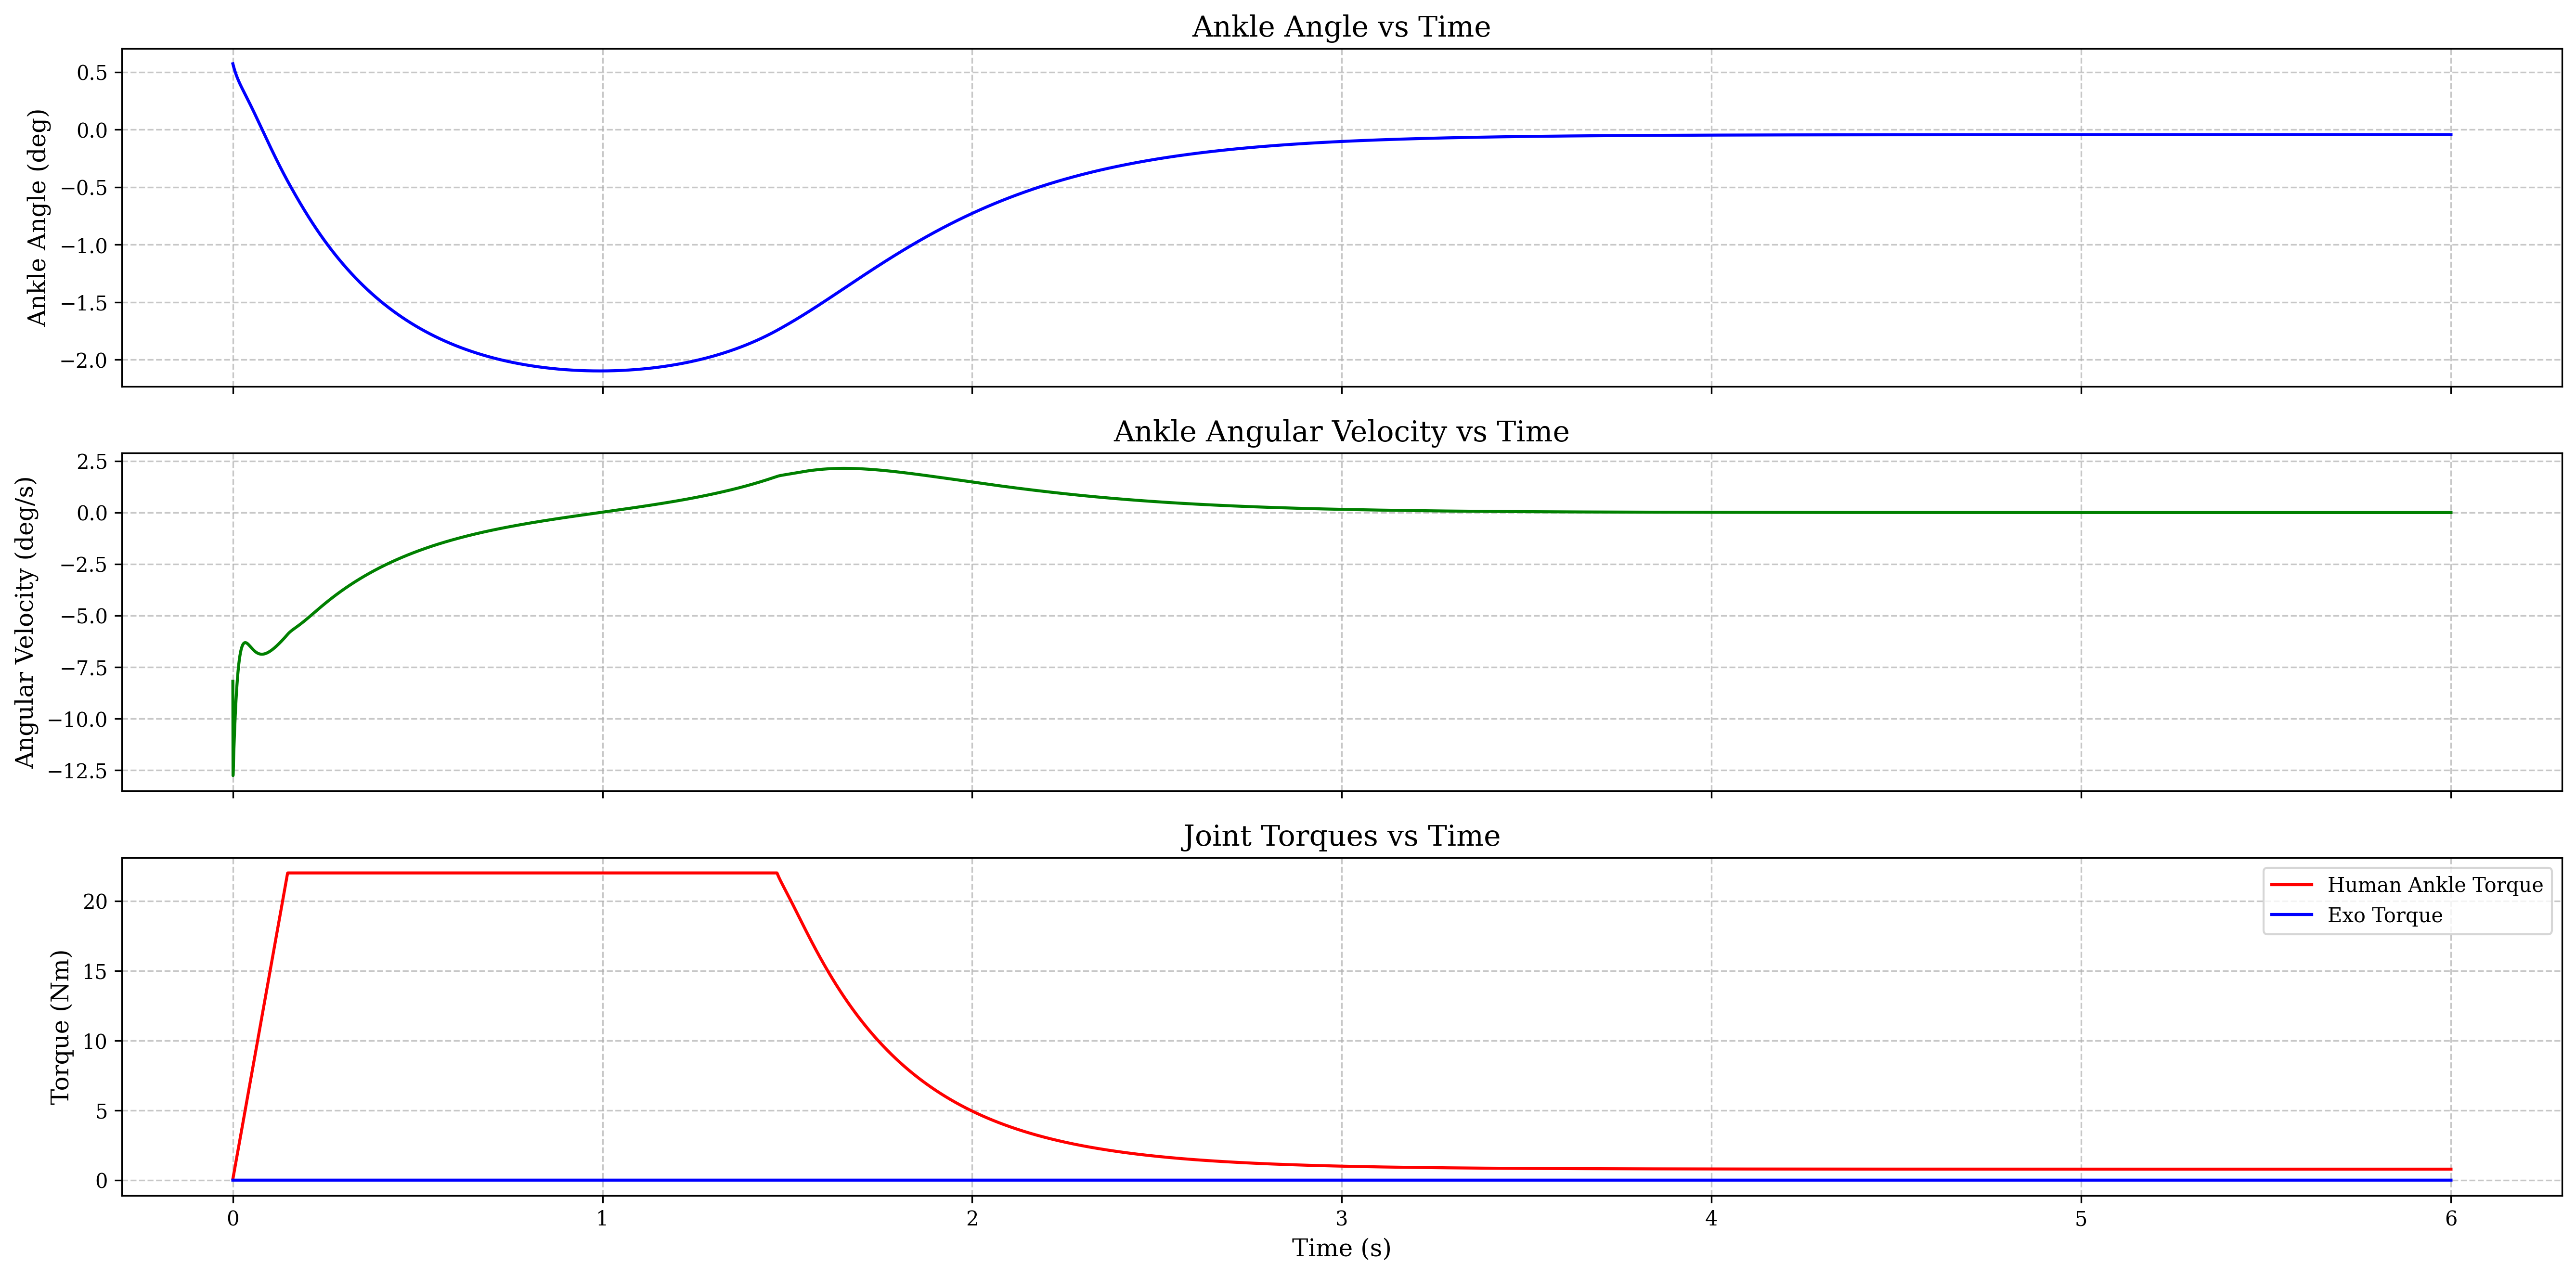 Ankle Angle vs Time
Ankle Angle (deg)
0.5
0.0
−0.5
−1.0
−1.5
−2.0
Ankle Angular Velocity vs Time
Angular Velocity (deg/s)
2.5
0.0
−2.5
−5.0
−7.5
−10.0
−12.5
Joint Torques vs Time
Torque (Nm)
20
15
10
5
0
Human Ankle Torque
Exo Torque
0 1 2 3 4 5 6
Time (s)